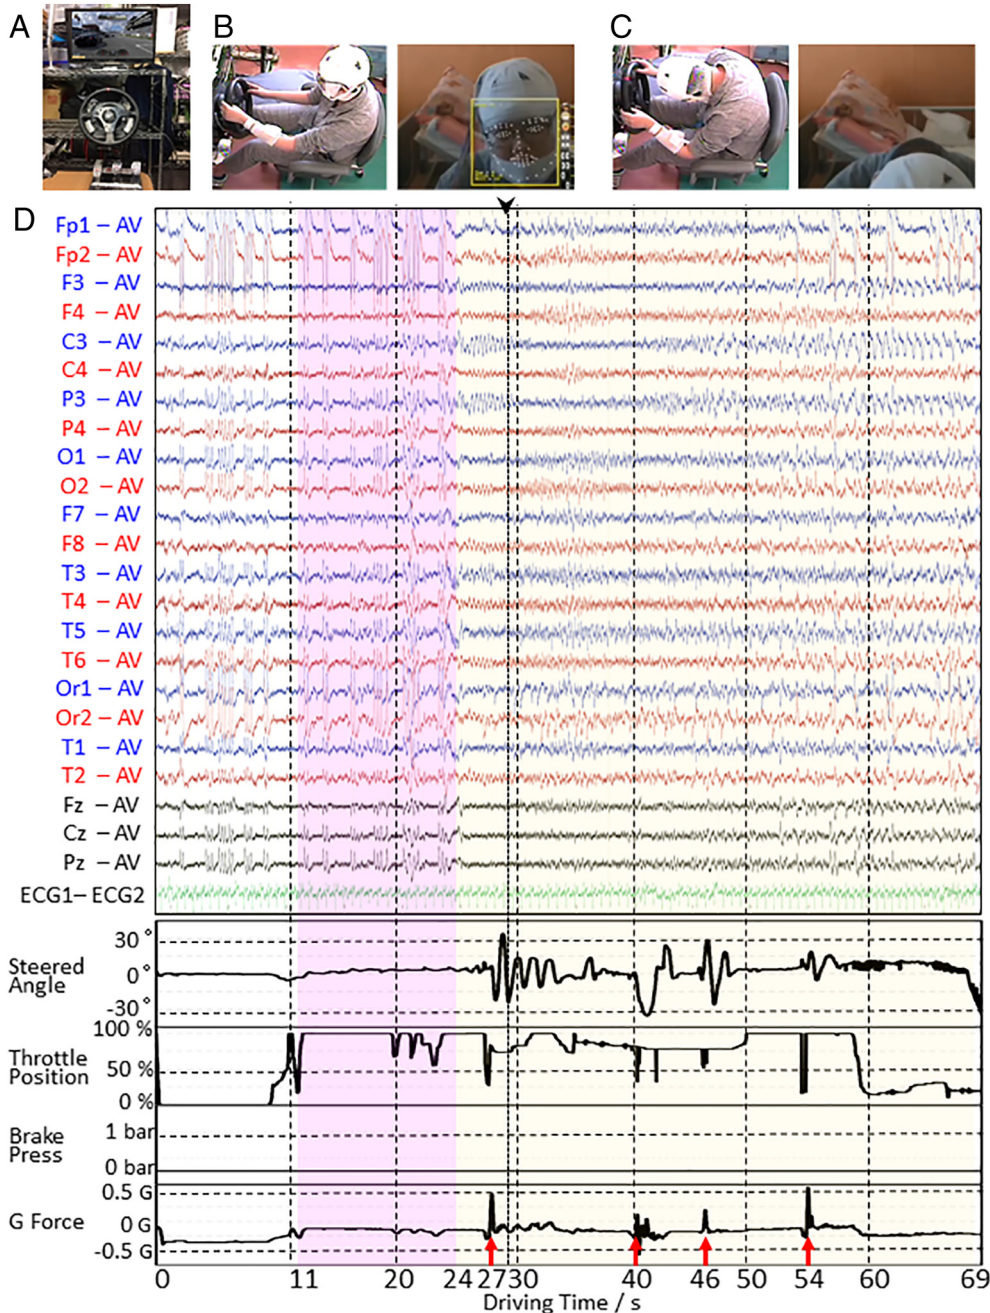 A
B
C
D
Fp1 – AV
Fp2 – AV
F3 – AV
F4 – AV
C3 – AV
C4 – AV
P3 – AV
P4 – AV
O1 – AV
O2 – AV
F7 – AV
F8 – AV
T3 – AV
T4 – AV
T5 – AV
T6 – AV
Or1 – AV
Or2 – AV
T1 – AV
T2 – AV
Fz – AV
Cz – AV
Pz – AV
ECG1– ECG2
30 °
Steered
Angle
0 °
-30 °
100 %
Throttle
Position
50 %
0 %
Brake
Press
1 bar
0 bar
0.5 G
G Force
0 G
-0.5 G
0 11 20 24 27 30 40 46 50 54 60 69
Driving Time / s